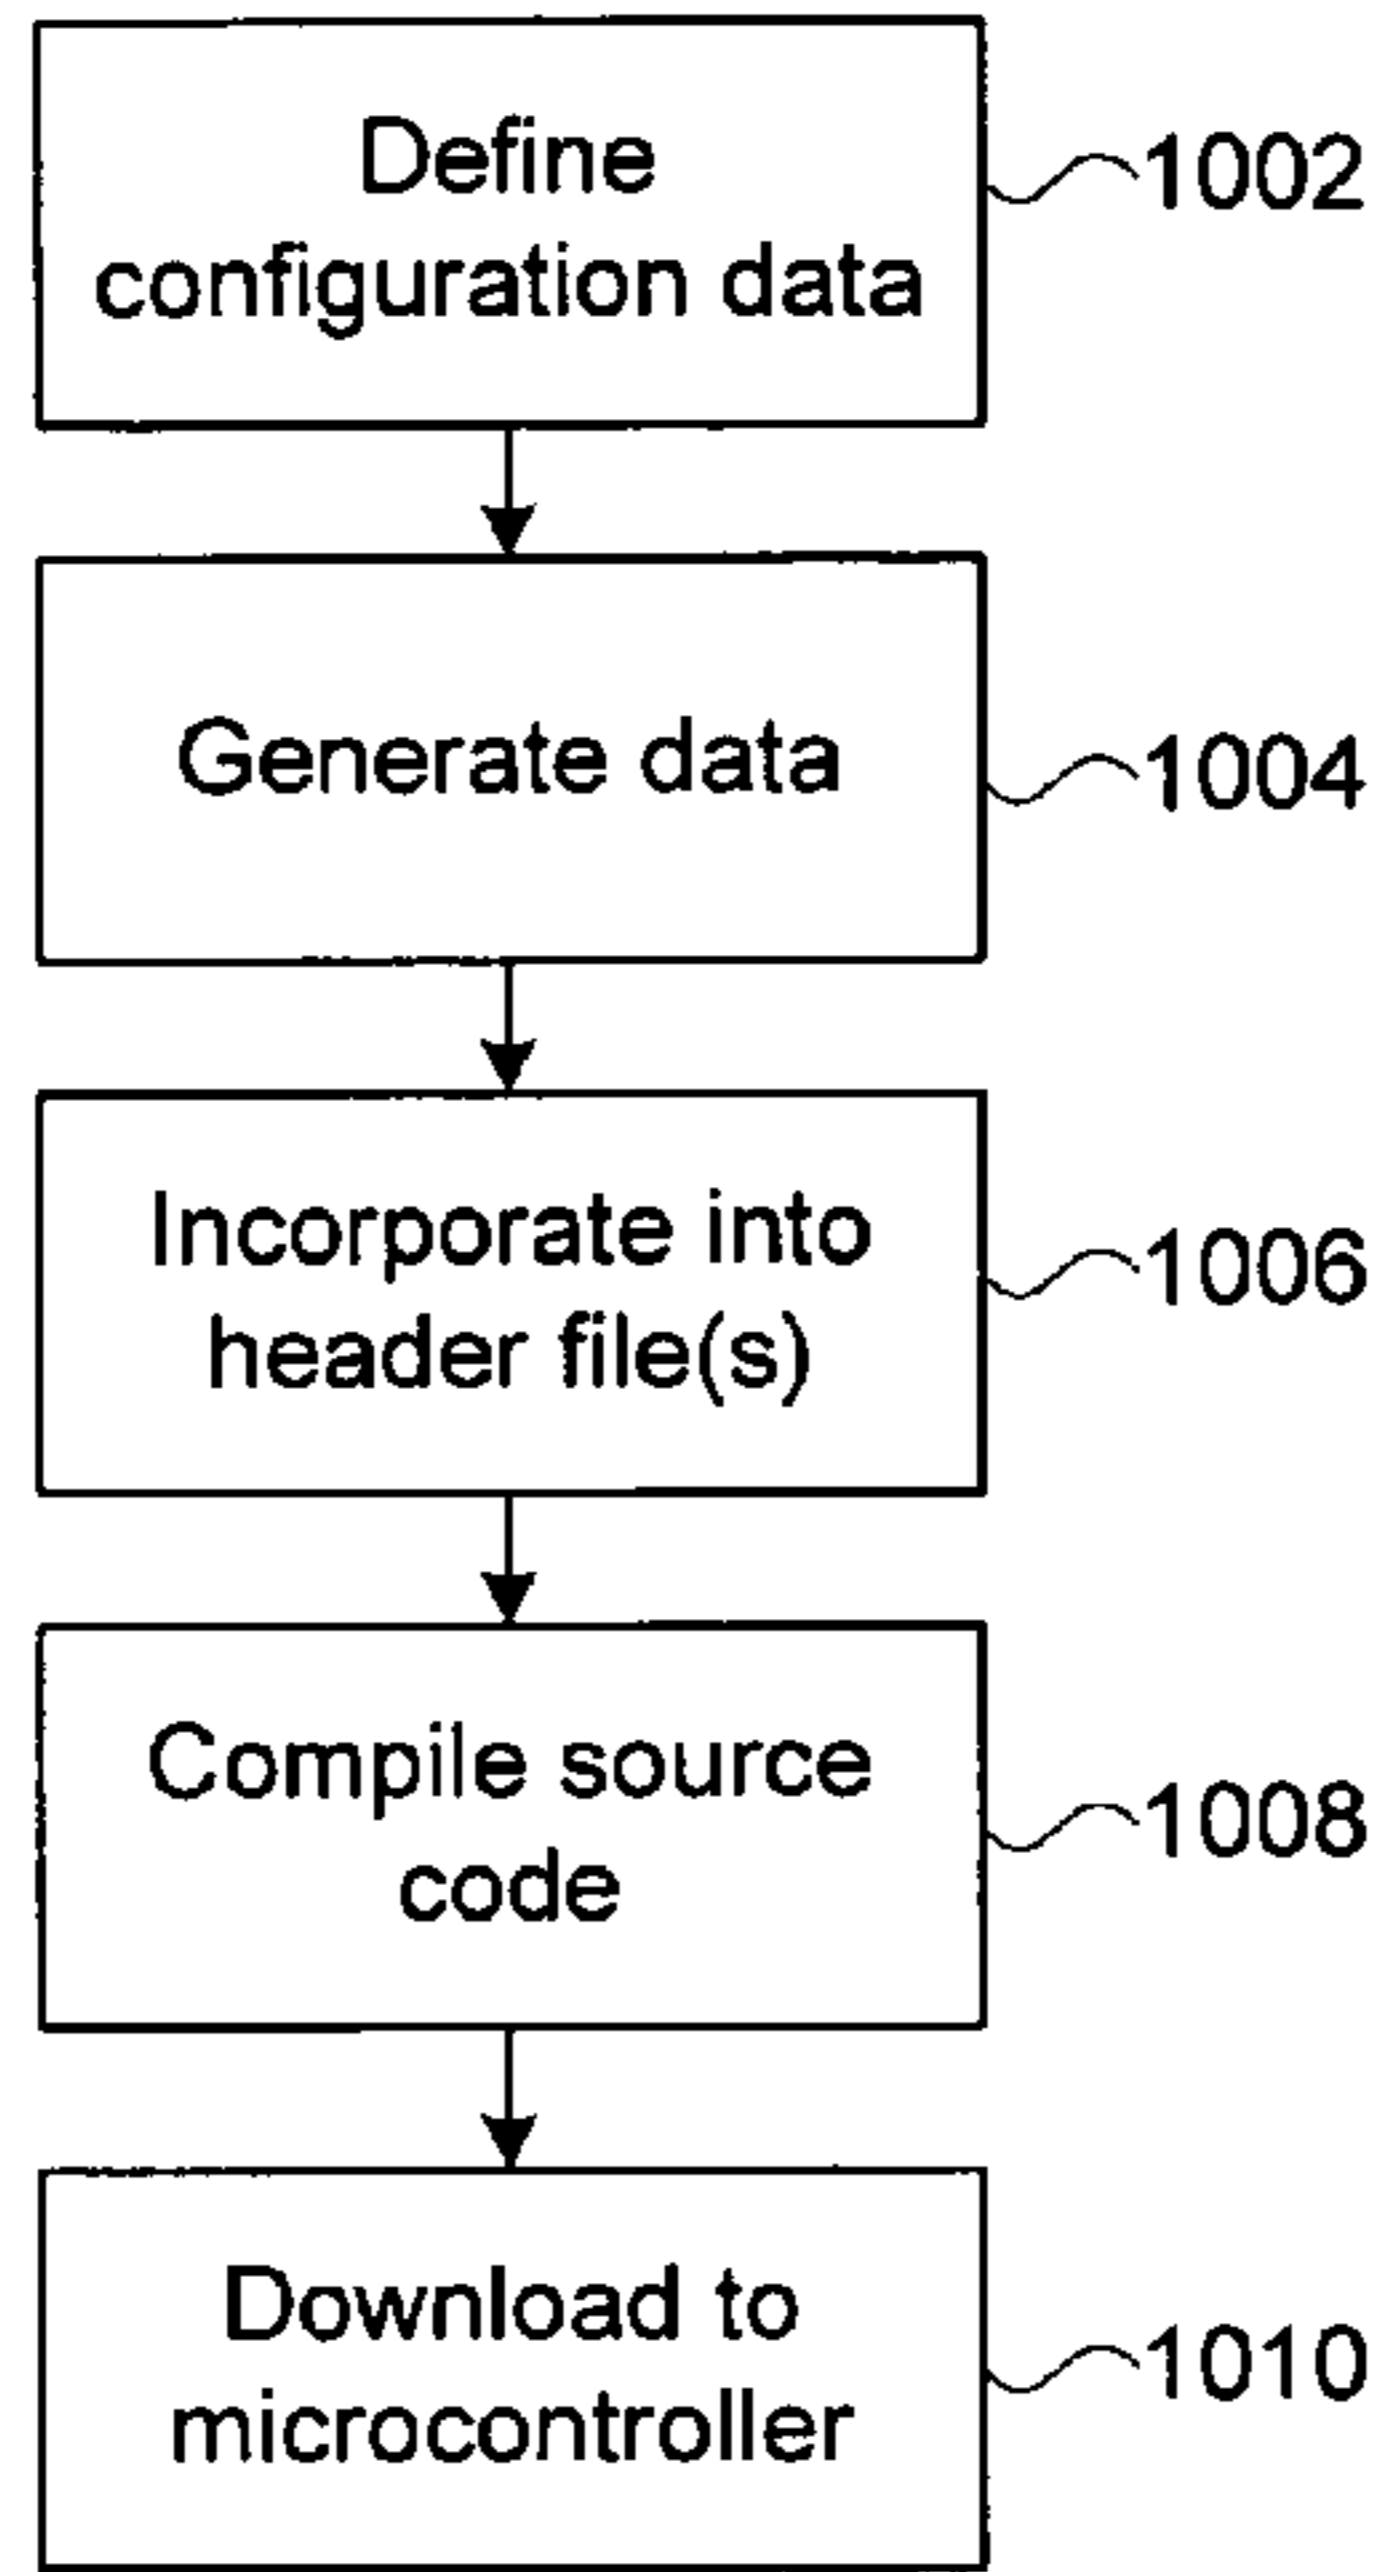 Define
configuration data
1002
Generate data
1004
Incorporate into
header file(s)
1006
Compile source
code
1008
Download to
microcontroller
1010